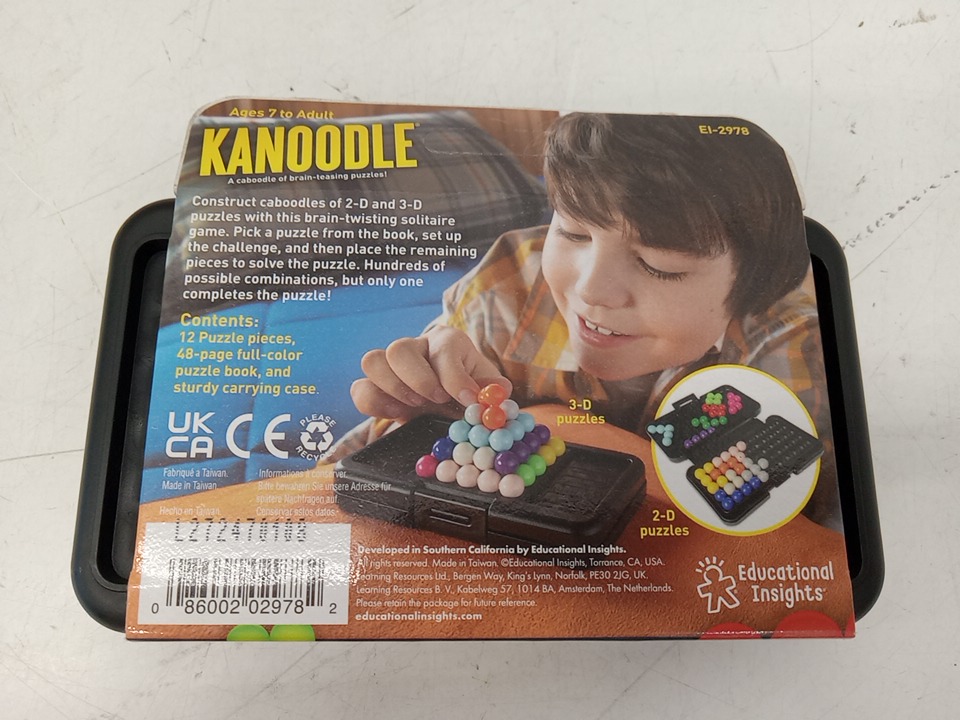 Ages 7 to Adult
EI-2978
KANOODLE
A caboodle of brain-teasing puzzles!
Construct caboodles of 2-D and 3-D
puzzles with this brain-twisting solitaire
game. Pick a puzzle from the book, set up
the challenge, and then place the remaining
pieces to solve the puzzle. Hundreds of
possible combinations, but only one
completes the puzzle!
Contents:
12 Puzzle pieces,
48-page full-color
puzzle book, and
sturdy carrying case.
3-D
puzzles
2-D
puzzles
UK
CA
CE
PLEASE
RECYCLE
Fabriqué a Taiwan.
Made in Taiwan.
Hecho en Taiwan.
Informations à conserver.
Bitte bewahren Sie unsere Adresse für
spätere Nachfragen auf.
Conservar estos datos.
L272470108
0 86002 02978 2
Developed in Southern California by Educational Insights.
All rights reserved. Made in Taiwan. ©Educational Insights, Torrance, CA, USA.
Learning Resources Ltd., Bergen Way, King's Lynn, Norfolk, PE30 2JG, UK.
Learning Resources B. V., Kabelweg 57, 1014 BA, Amsterdam, The Netherlands.
Please retain the package for future reference.
educationalinsights.com
Educational
Insights